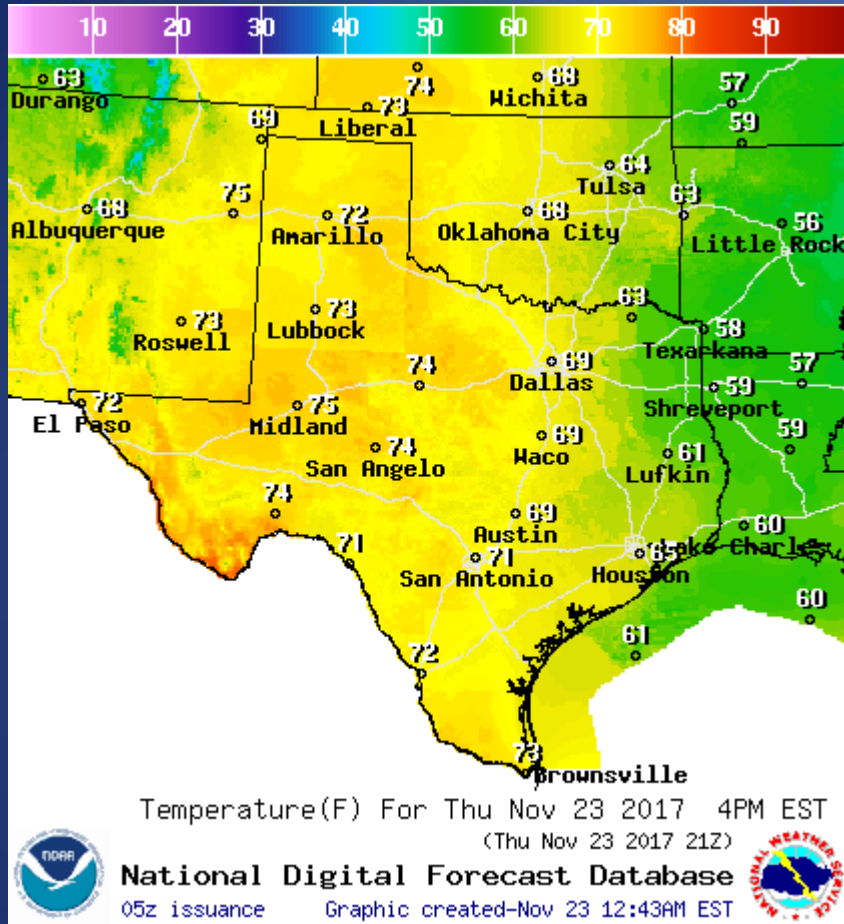 10 20 30 40 50 60 70 80 90
63
Durango
74
68
Wichita
57
73
Liberal
69
59
64
Tulsa
68
Albuquerque
75
72
Amarillo
68
Oklahoma City
63
56
Little Rock
73
Roswell
73
Lubbock
63
58
Texarkana
74
69
Dallas
59
Shreveport
57
72
El Paso
75
Midland
74
San Angelo
69
Waco
61
Lufkin
59
74
69
Austin
60
Lake Charles
71
71
San Antonio
65
Houston
60
61
72
73
Brownsville
Temperature(F) For Thu Nov 23 2017 4PM EST
(Thu Nov 23 2017 21Z)
NOAA
National Digital Forecast Database
05z issuance Graphic created-Nov 23 12:43AM EST
NATIONAL WEATHER SERVICE